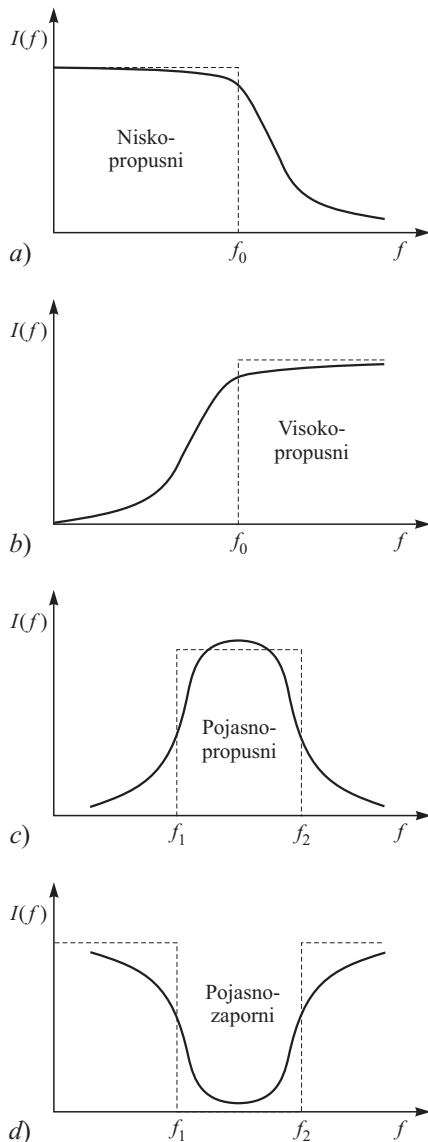 I(f)
Nisko-
propusni
a)
f₀
f
I(f)
Visoko-
propusni
b)
f₀
f
I(f)
Pojasno-
propusni
c)
f₁
f₂
f
I(f)
Pojasno-
zaporni
d)
f₁
f₂
f